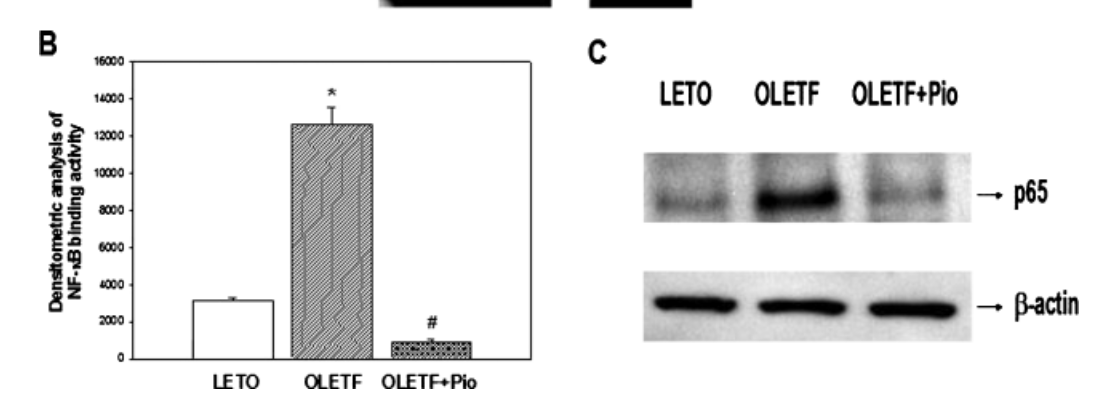 B
Densitometric analysis of
NF-κB binding activity
16000
14000
12000
10000
8000
6000
4000
2000
0
*
#
LETO OLETF OLETF+Pio
C
LETO OLETF OLETF+Pio
→ p65
→ β-actin